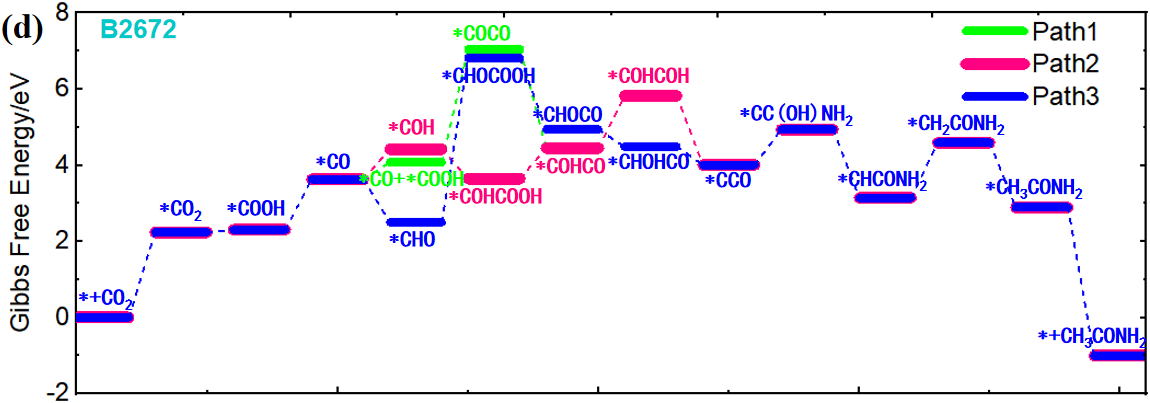 (d)
B2672
Path1
Path2
Path3
Gibbs Free Energy/eV
8
6
4
2
0
-2
*+CO₂
*CO₂
*COOH
*CO
*COH
*CO+*COOH
*CHO
*COCO
*CHOCOOH
*COHCOOH
*CHOCO
*COHCO
*COHCOH
*CHOHCO
*CCO
*CC(OH)NH₂
*CHCONH₂
*CH₂CONH₂
*CH₃CONH₂
*+CH₃CONH₂